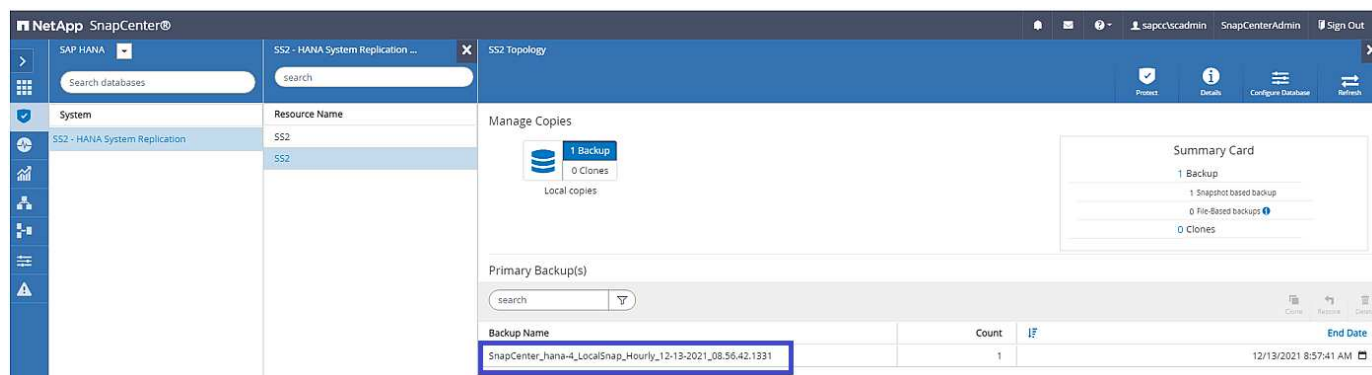 NetApp SnapCenter®
sapcc\scadmin SnapCenterAdmin Sign Out
SAP HANA
Search databases
System
SS2 - HANA System Replication
SS2 - HANA System Replication ...
search
Resource Name
SS2
SS2
SS2 Topology
Protect Details Configure Database Refresh
Manage Copies
1 Backup
0 Clones
Local copies
Summary Card
1 Backup
1 Snapshot based backup
0 File-Based backups
0 Clones
Primary Backup(s)
search
Clone Restore Delete
Backup Name Count End Date
SnapCenter_hana-4_LocalSnap_Hourly_12-13-2021_08.56.42.1331 1 12/13/2021 8:57:41 AM